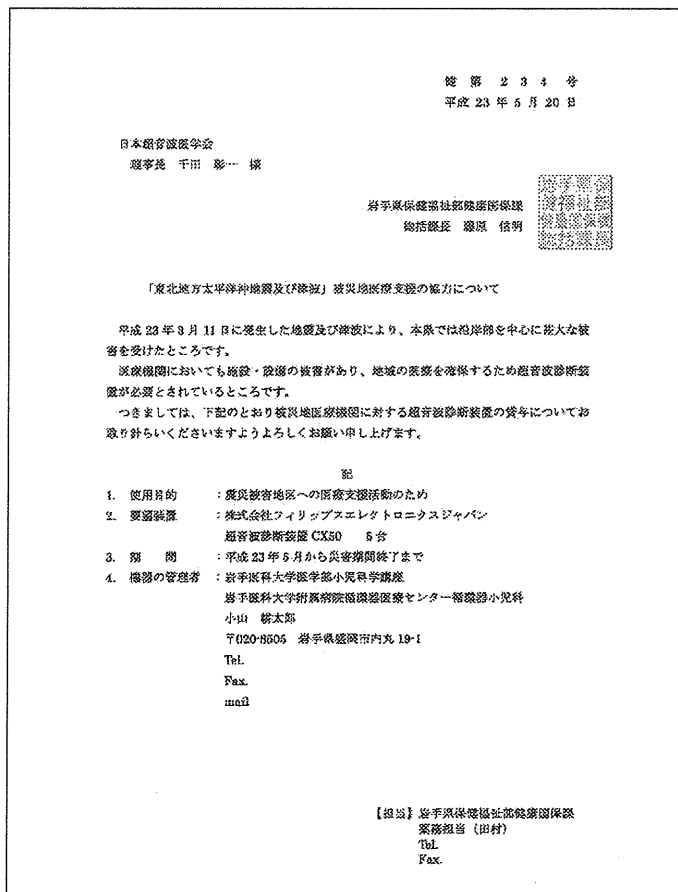 健第234号
平成 23 年 5 月 20 日
日本超音波医学会
理事長 千田 彰一 様
岩手県保健福祉部健康国保課
総括課長 藤原 信明
「東北地方太平洋沖地震及び津波」被災地医療支援の協力について
平成 23 年 3 月 11 日に発生した地震及び津波により、本県では沿岸部を中心に甚大な被
害を受けたところです。
医療機関においても施設・設備の被害があり、地域の医療を確保するため超音波診断装
置が必要とされているところです。
つきましては、下記のとおり被災地医療機関に対する超音波診断装置の貸与についてお
取り計らいくださいますようよろしくお願い申し上げます。
記
1. 使用目的 : 震災被害地区への医療支援活動のため
2. 要望装置 : 株式会社フィリップスエレクトロニクスジャパン
超音波診断装置 CX50 5 台
3. 期 間 : 平成 23 年 5 月から災害期間終了まで
4. 機器の管理者 : 岩手医科大学医学部小児科学講座
岩手医科大学附属病院循環器医療センター循環器小児科
小山 耕太郎
〒020-8505 岩手県盛岡市内丸 19-1
Tel.
Fax.
mail
【担当】岩手県保健福祉部健康国保課
薬務担当(田村)
Tel.
Fax.